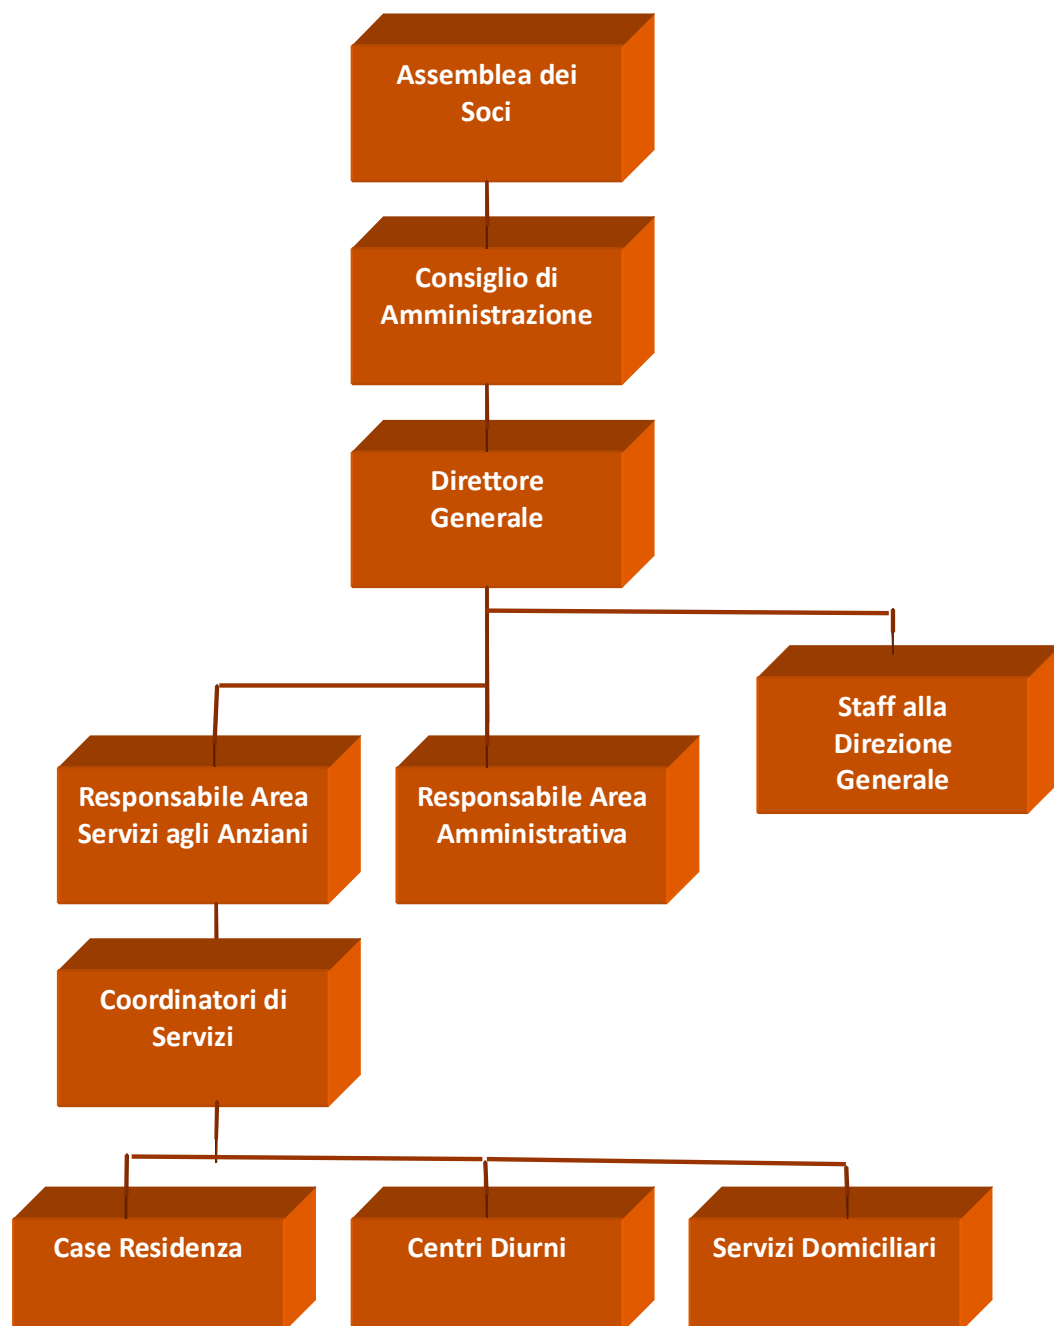 Assemblea dei
Soci
Consiglio di
Amministrazione
Direttore
Generale
Staff alla
Direzione
Generale
Responsabile Area
Servizi agli Anziani
Responsabile Area
Amministrativa
Coordinatori di
Servizi
Case Residenza
Centri Diurni
Servizi Domiciliari